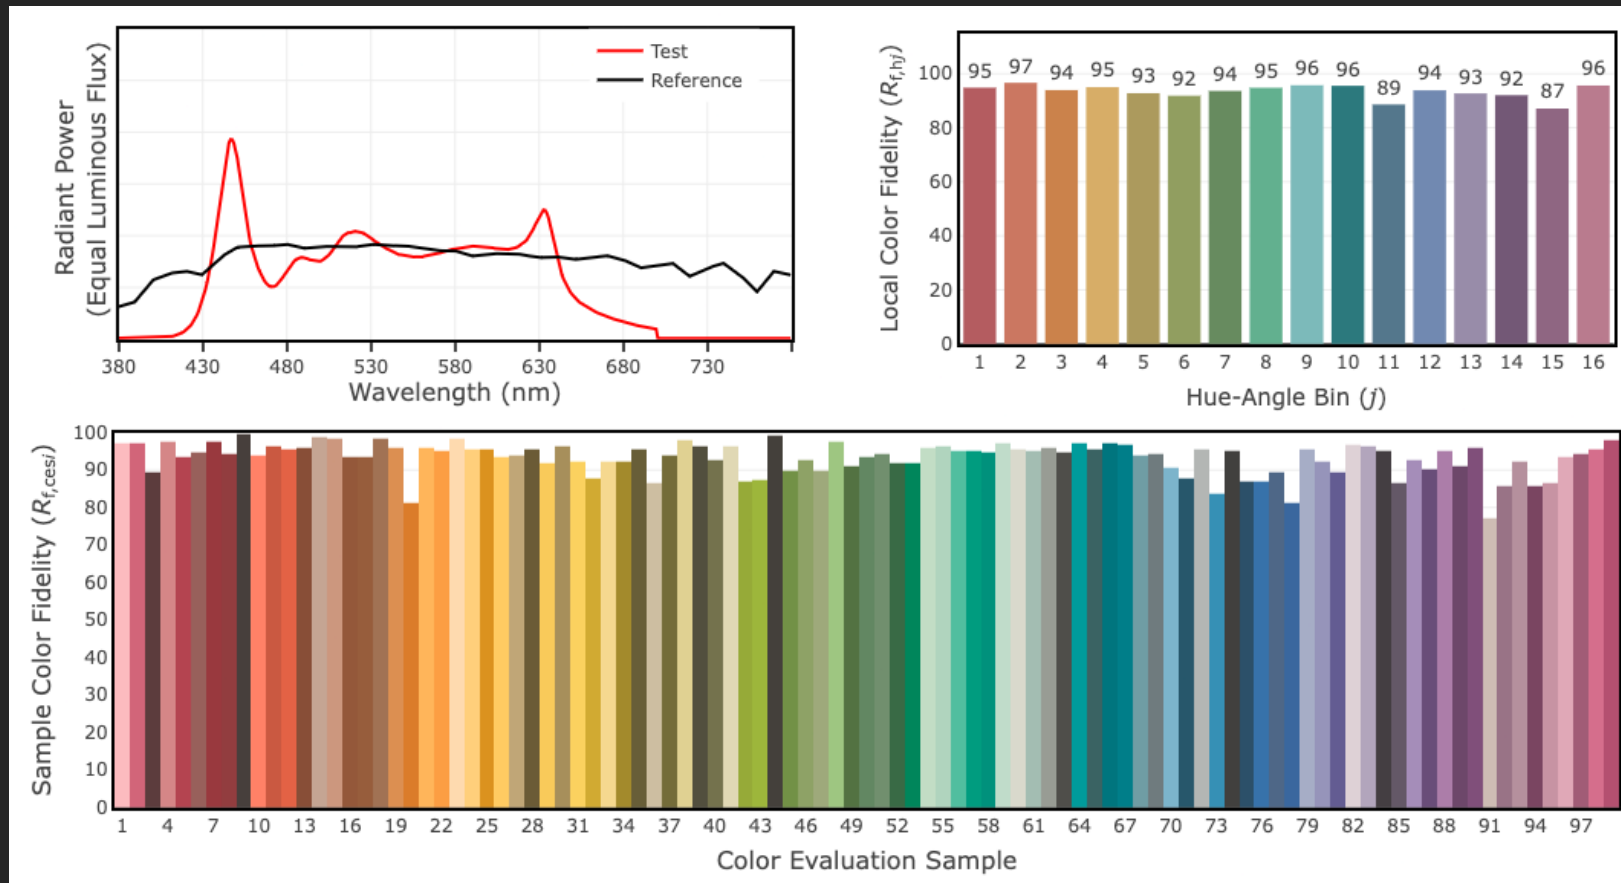 Radiant Power
(Equal Luminous Flux)
Test
Reference
380 430 480 530 580 630 680 730
Wavelength (nm)
Local Color Fidelity (Rf,hj)
100
80
60
40
20
0
95 97 94 95 93 92 94 95 96 96 89 94 93 92 87 96
1 2 3 4 5 6 7 8 9 10 11 12 13 14 15 16
Hue-Angle Bin (j)
Sample Color Fidelity (Rf,cesi)
100
90
80
70
60
50
40
30
20
10
0
1 4 7 10 13 16 19 22 25 28 31 34 37 40 43 46 49 52 55 58 61 64 67 70 73 76 79 82 85 88 91 94 97
Color Evaluation Sample